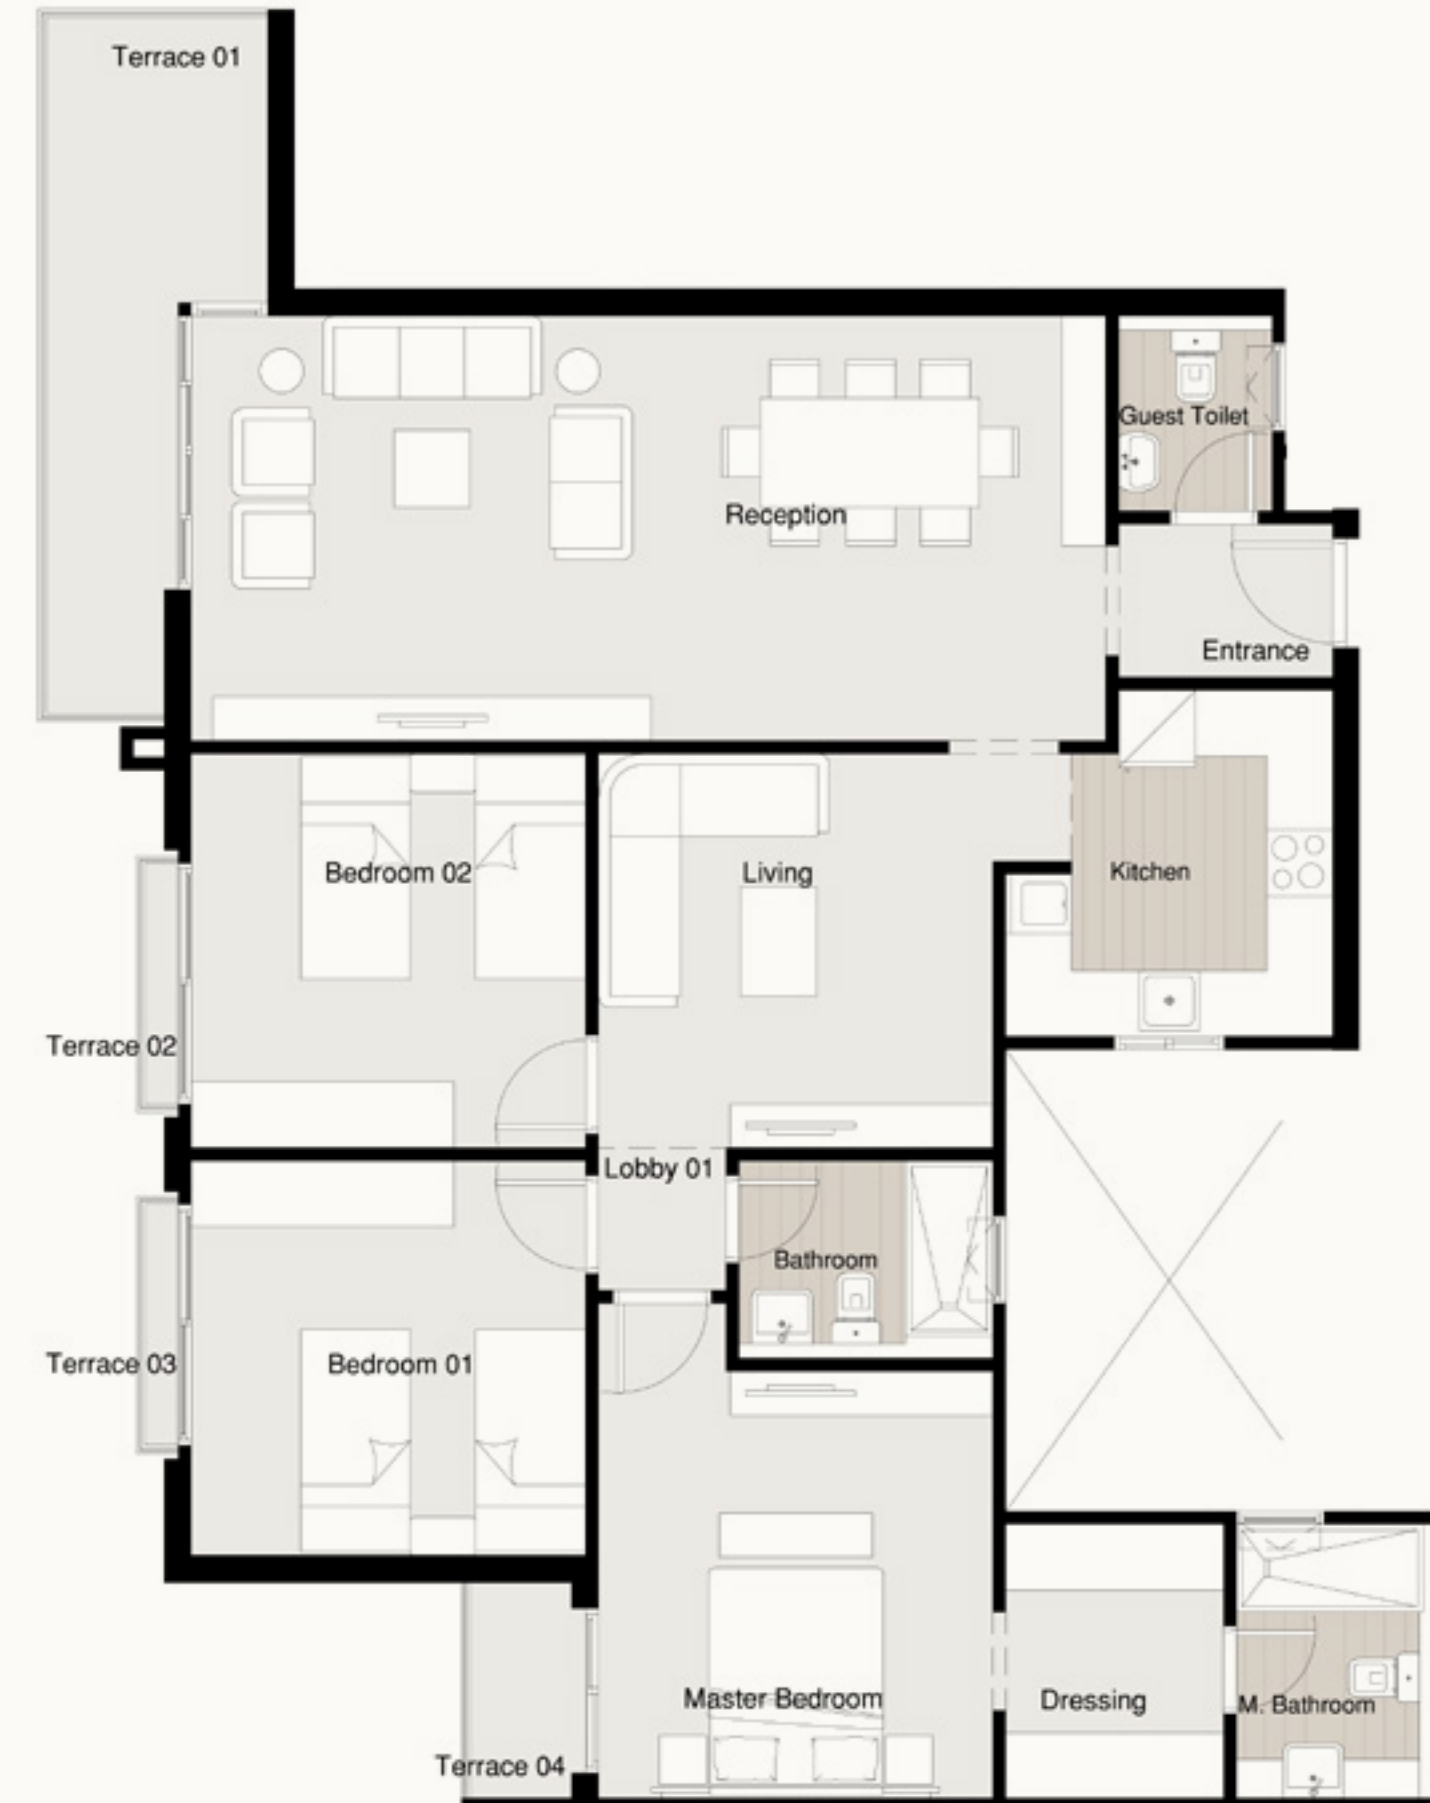 Terrace 01
Guest Toilet
Reception
Entrance
Bedroom 02
Living
Kitchen
Terrace 02
Lobby 01
Bathroom
Terrace 03
Bedroom 01
Master Bedroom
Dressing
M. Bathroom
Terrace 04